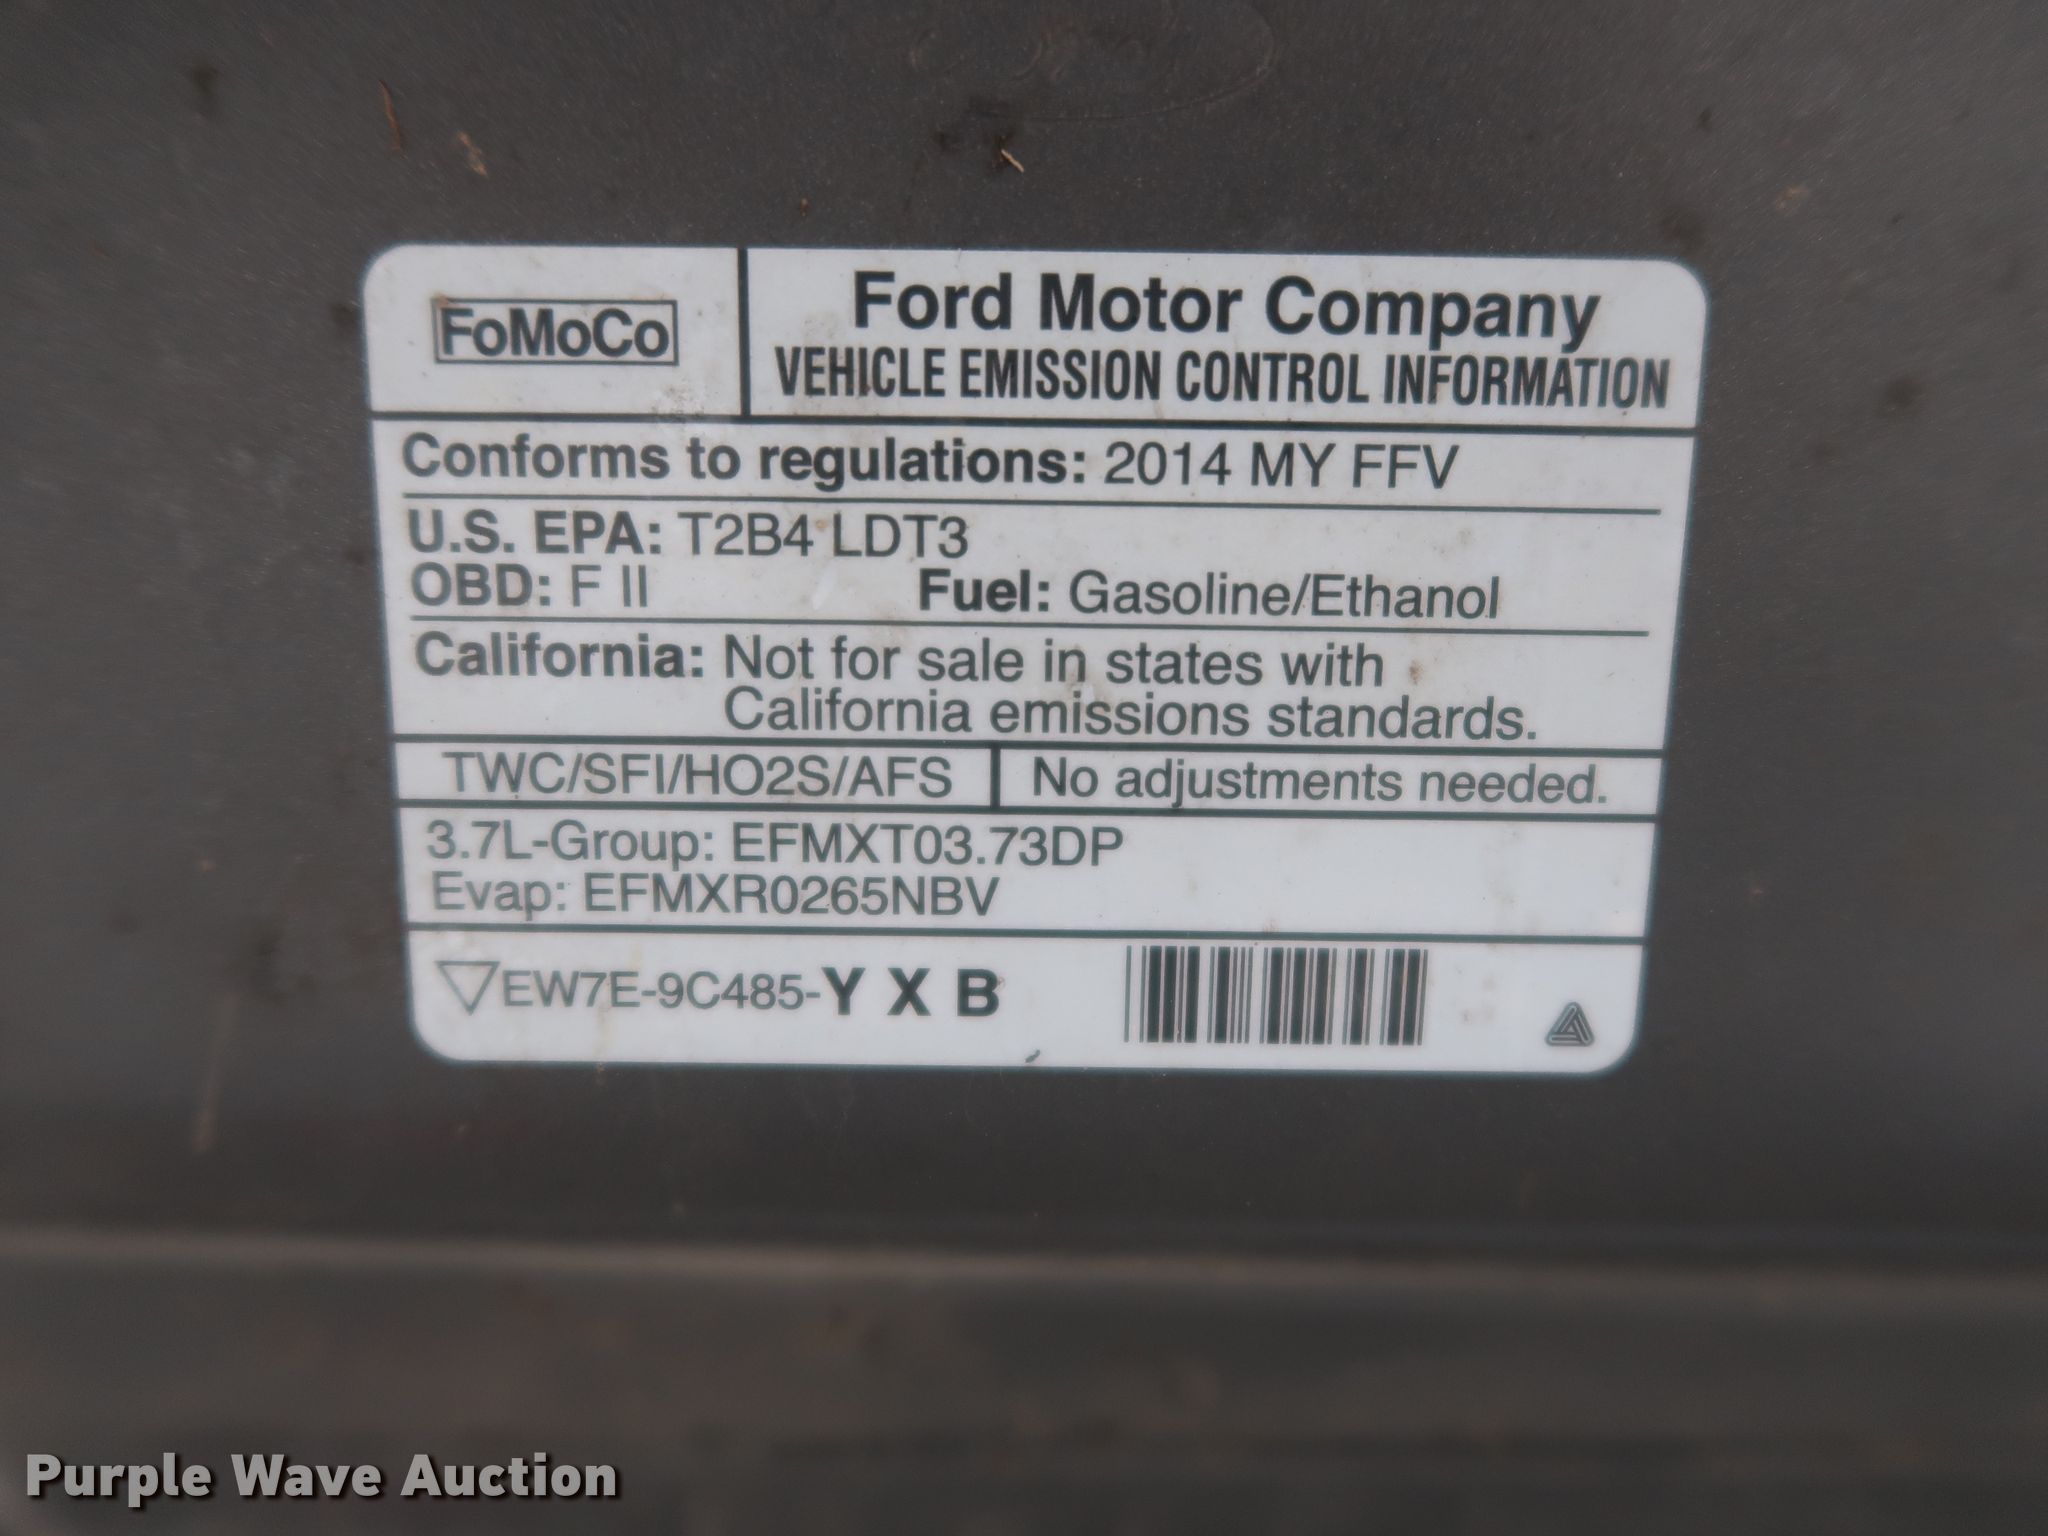 FoMoCo
Ford Motor Company
VEHICLE EMISSION CONTROL INFORMATION
Conforms to regulations: 2014 MY FFV
U.S. EPA: T2B4 LDT3
OBD: F II Fuel: Gasoline/Ethanol
California: Not for sale in states with
California emissions standards.
TWC/SFI/HO2S/AFS No adjustments needed.
3.7L-Group: EFMXT03.73DP
Evap: EFMXR0265NBV
EW7E-9C485-Y X B
Purple Wave Auction